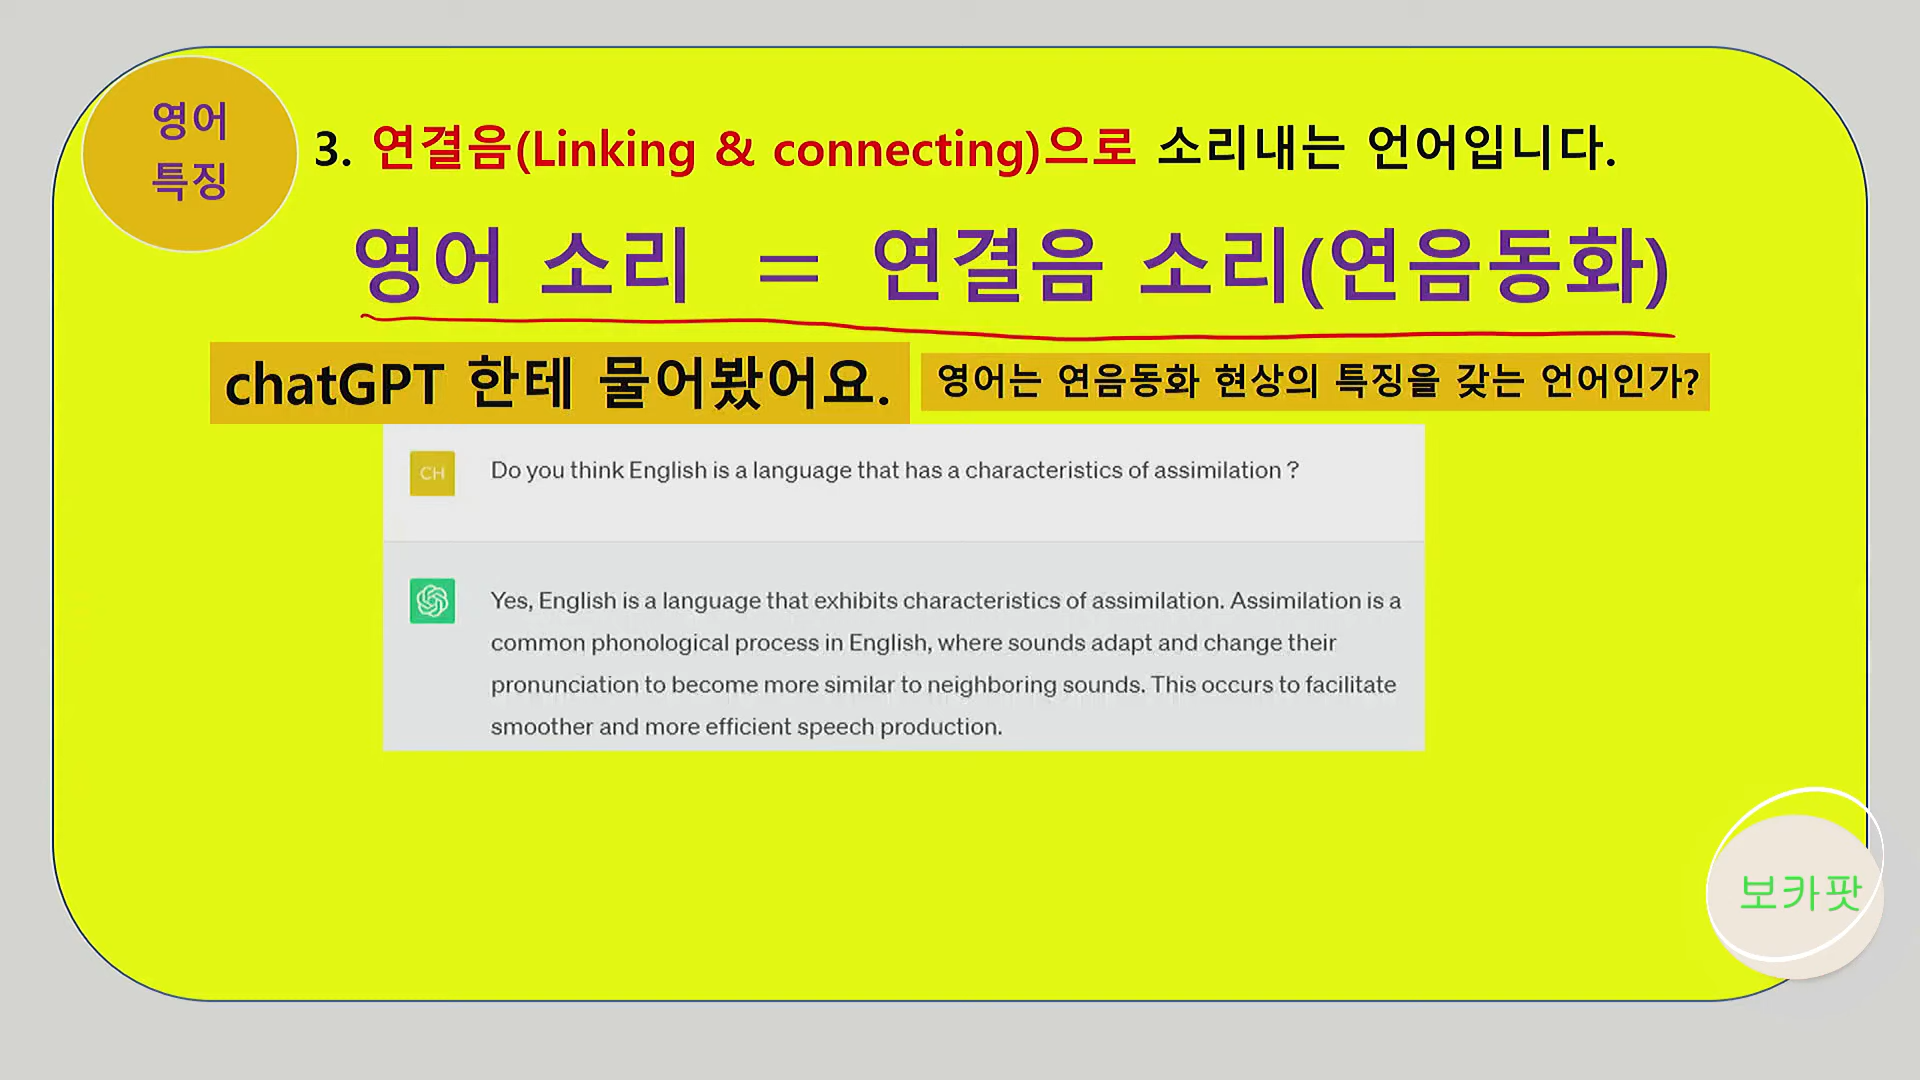 영어
특징
3. 연결음(Linking & connecting)으로 소리내는 언어입니다.
영어 소리 = 연결음 소리(연음동화)
chatGPT 한테 물어봤어요.
영어는 연음동화 현상의 특징을 갖는 언어인가?
CH
Do you think English is a language that has a characteristics of assimilation ?
Yes, English is a language that exhibits characteristics of assimilation. Assimilation is a
common phonological process in English, where sounds adapt and change their
pronunciation to become more similar to neighboring sounds. This occurs to facilitate
smoother and more efficient speech production.
보카팟